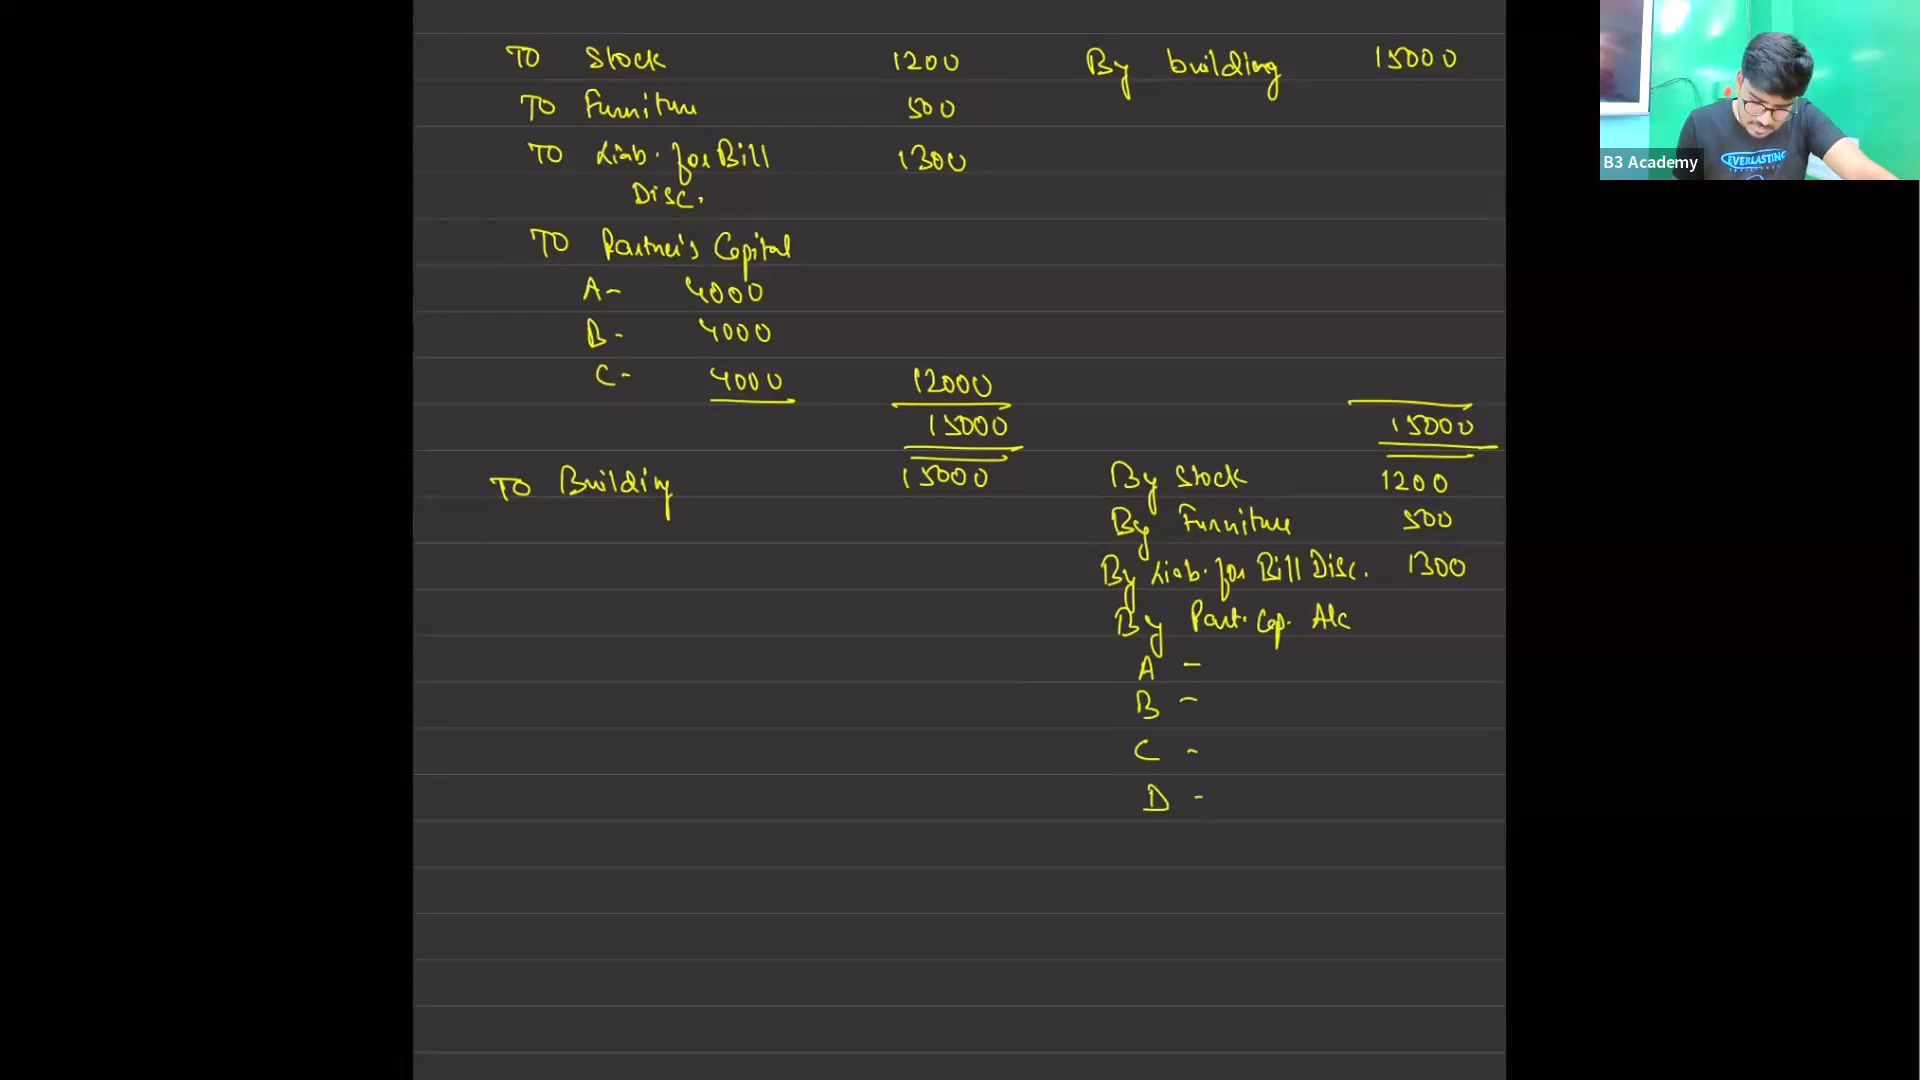 TO Stock 1200 By building 15000
TO Furniture 500
TO Liab. for Bill 1300
Disc.
TO Partner's Capital
A- 4000
B- 4000
C- 4000 12000
15000 15000
TO Building 15000 By Stock 1200
By Furniture 500
By Liab. for Bill Disc. 1300
By Part. Cap. A/c
A -
B -
C -
D -
B3 Academy
EVERLASTING